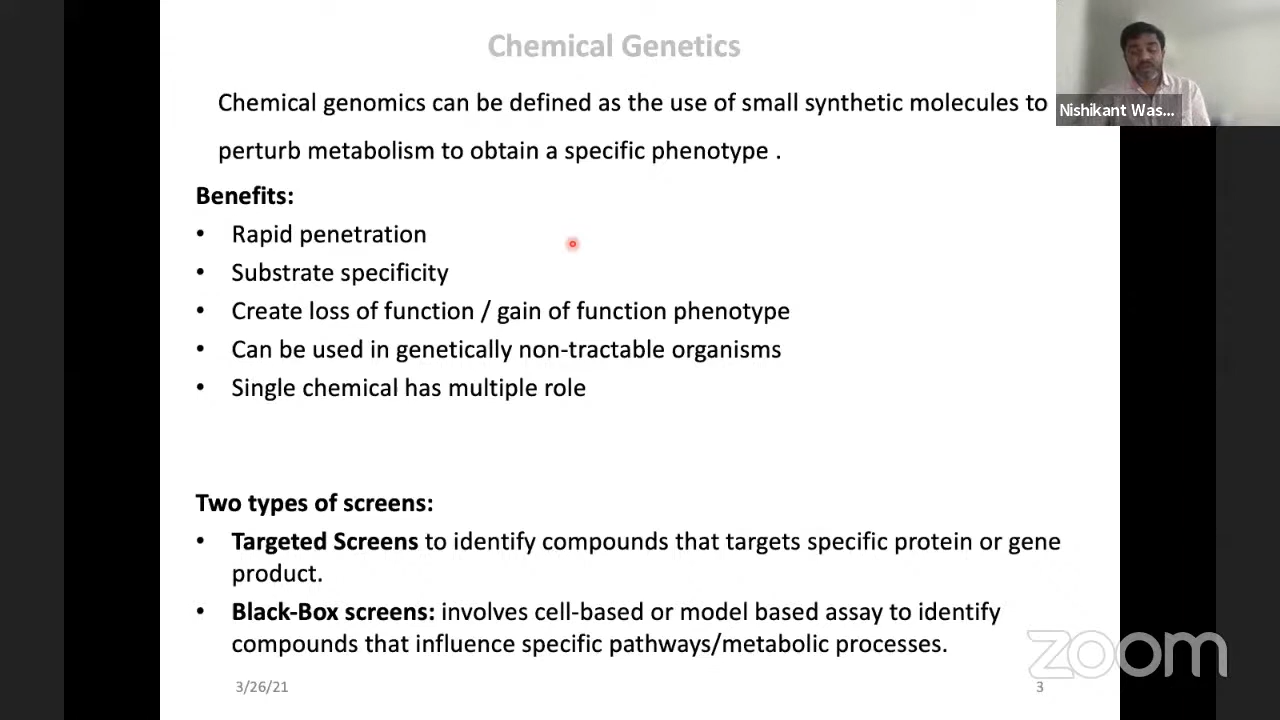 Chemical Genetics
Chemical genomics can be defined as the use of small synthetic molecules to
perturb metabolism to obtain a specific phenotype .
Benefits:
• Rapid penetration
• Substrate specificity
• Create loss of function / gain of function phenotype
• Can be used in genetically non-tractable organisms
• Single chemical has multiple role
Two types of screens:
• Targeted Screens to identify compounds that targets specific protein or gene
product.
• Black-Box screens: involves cell-based or model based assay to identify
compounds that influence specific pathways/metabolic processes.
3/26/21
3
Nishikant Was...
zoom